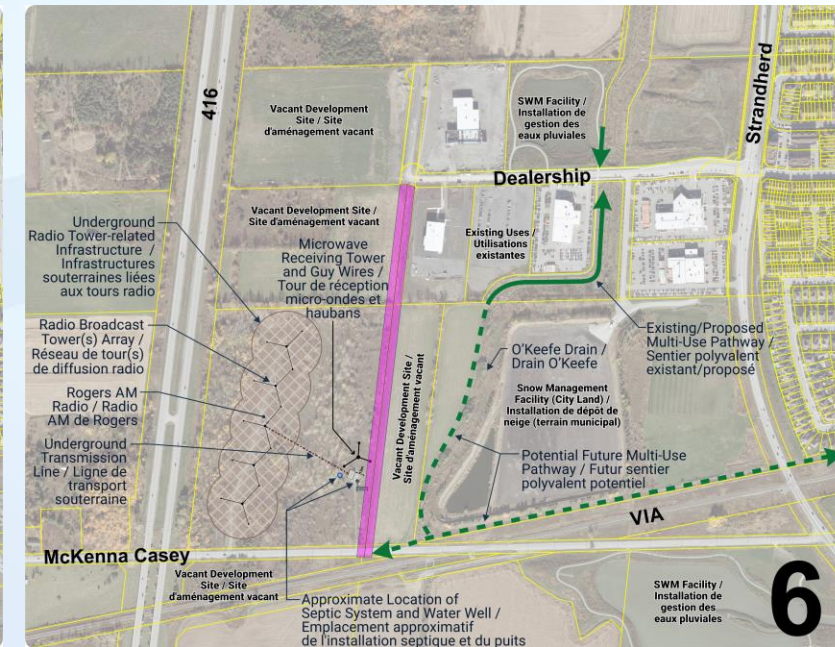 416
Strandherd
Vacant Development
Site / Site
d'aménagement vacant
SWM Facility /
Installation de
gestion des
eaux pluviales
Dealership
Vacant Development Site /
Site d'aménagement vacant
Existing Uses /
Utilisations
existantes
Underground
Radio Tower-related
Infrastructure /
Infrastructures
souterraines liées
aux tours radio
Microwave
Receiving Tower
and Guy Wires /
Tour de réception
micro-ondes et
haubans
Radio Broadcast
Tower(s) Array /
Réseau de tour(s)
de diffusion radio
Rogers AM
Radio / Radio
AM de Rogers
Underground
Transmission
Line / Ligne de
transport
souterraine
Vacant Development Site /
Site d'aménagement vacant
O'Keefe Drain /
Drain O'Keefe
Existing/Proposed
Multi-Use Pathway /
Sentier polyvalent
existant/proposé
Snow Management
Facility (City Land) /
Installation de dépôt de
neige (terrain municipal)
Potential Future Multi-Use
Pathway / Futur sentier
polyvalent potentiel
VIA
McKenna Casey
Vacant Development
Site / Site
d'aménagement vacant
Approximate Location of
Septic System and Water Well /
Emplacement approximatif
de l'installation septique et du puits
SWM Facility /
Installation de
gestion des
eaux pluviales
6